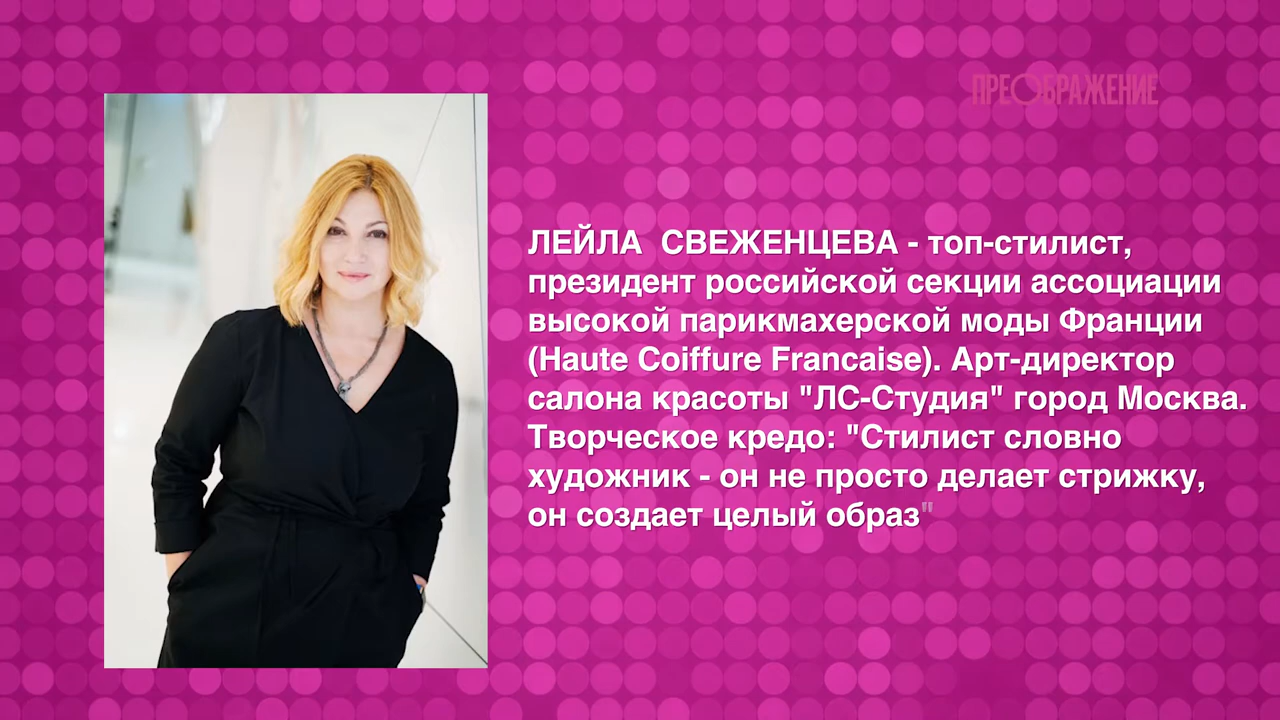 ПРЕОБРАЖЕНИЕ
ЛЕЙЛА СВЕЖЕНЦЕВА - топ-стилист,
президент российской секции ассоциации
высокой парикмахерской моды Франции
(Haute Coiffure Francaise). Арт-директор
салона красоты "ЛС-Студия" город Москва.
Творческое кредо: "Стилист словно
художник - он не просто делает стрижку,
он создает целый образ"